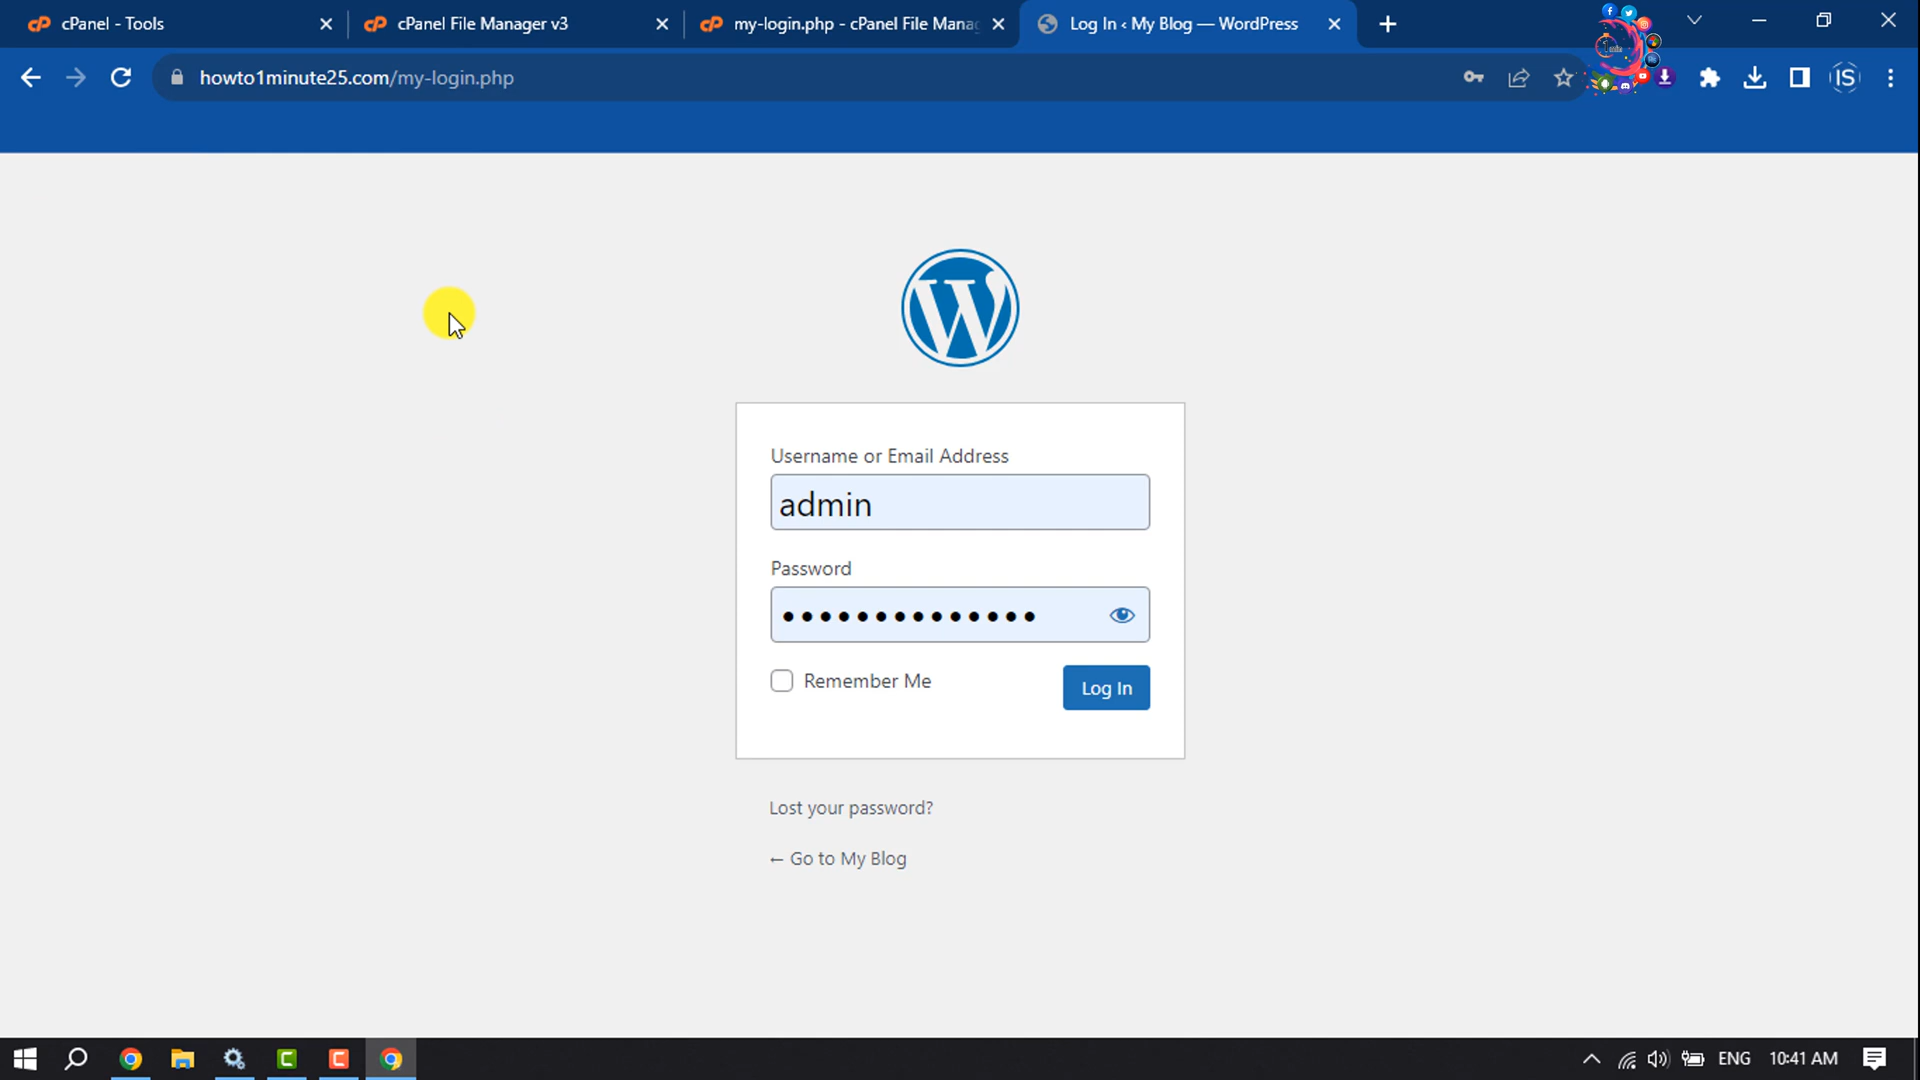 cPanel - Tools
cPanel File Manager v3
my-login.php - cPanel File Mana
Log In ‹ My Blog — WordPress
howto1minute25.com/my-login.php
IS
Username or Email Address
admin
Password
Remember Me
Log In
Lost your password?
← Go to My Blog
ENG
10:41 AM